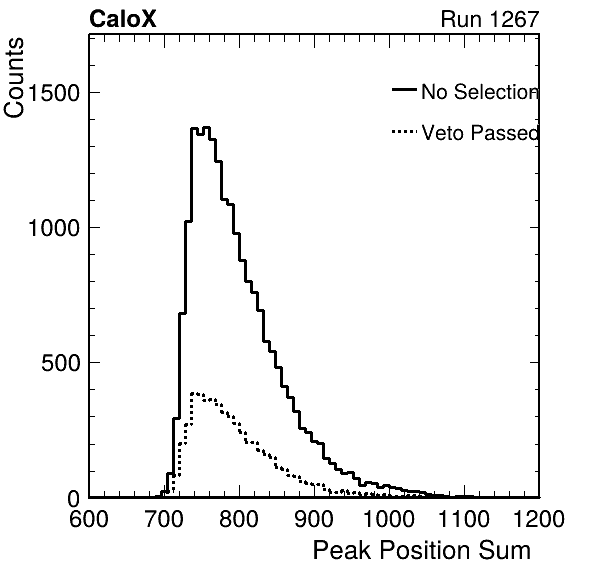 CaloX Run 1267
Counts
1500
1000
500
0
No Selection
Veto Passed
600 700 800 900 1000 1100 1200
Peak Position Sum